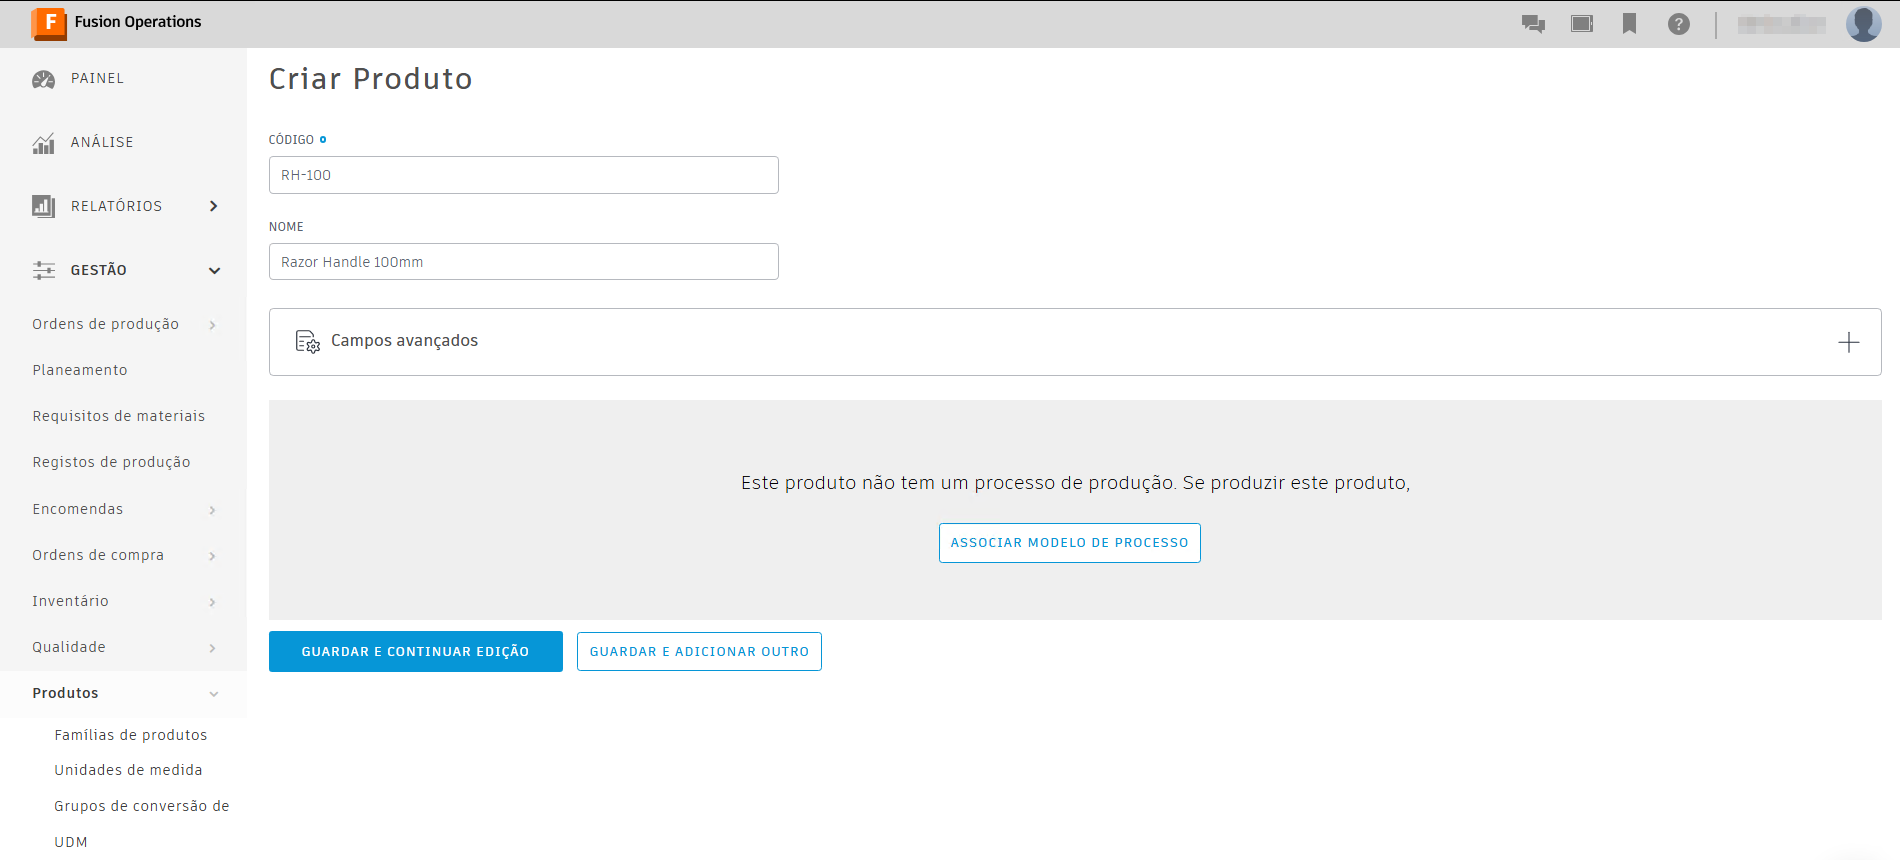 F Fusion Operations
?
PAINEL
ANÁLISE
RELATÓRIOS
GESTÃO
Ordens de produção
Planeamento
Requisitos de materiais
Registos de produção
Encomendas
Ordens de compra
Inventário
Qualidade
Produtos
Famílias de produtos
Unidades de medida
Grupos de conversão de
UDM
Criar Produto
CÓDIGO
RH-100
NOME
Razor Handle 100mm
Campos avançados
Este produto não tem um processo de produção. Se produzir este produto,
ASSOCIAR MODELO DE PROCESSO
GUARDAR E CONTINUAR EDIÇÃO
GUARDAR E ADICIONAR OUTRO